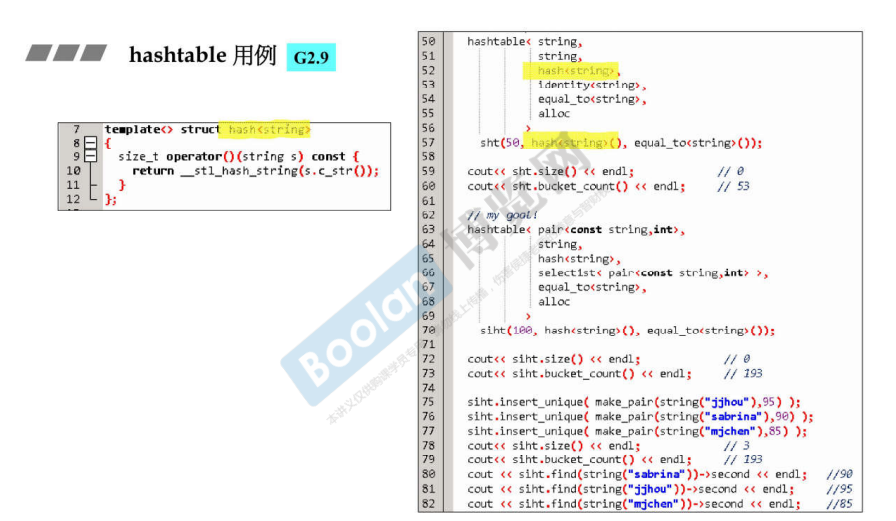 hashtable 用例 G2.9
7 template<> struct hash<string>
8 {
9 size_t operator()(string s) const {
10 return __stl_hash_string(s.c_str());
11 }
12 };
50 hashtable< string,
51 string,
52 hash<string>,
53 identity<string>,
54 equal_to<string>,
55 alloc
56 >
57 sht(50, hash<string>(), equal_to<string>());
58
59 cout<< sht.size() << endl; // 0
60 cout<< sht.bucket_count() << endl; // 53
61
62 // my goal!
63 hashtable< pair<const string,int>,
64 string,
65 hash<string>,
66 select1st< pair<const string,int> >,
67 equal_to<string>,
68 alloc
69 >
70 siht(100, hash<string>(), equal_to<string>());
71
72 cout<< siht.size() << endl; // 0
73 cout<< siht.bucket_count() << endl; // 193
74
75 siht.insert_unique( make_pair(string("jjhou"),95) );
76 siht.insert_unique( make_pair(string("sabrina"),90) );
77 siht.insert_unique( make_pair(string("mjchen"),85) );
78 cout<< siht.size() << endl; // 3
79 cout<< siht.bucket_count() << endl; // 193
80 cout << siht.find(string("sabrina"))->second << endl; //90
81 cout << siht.find(string("jjhou"))->second << endl; //95
82 cout << siht.find(string("mjchen"))->second << endl; //85
Boolan 博览网